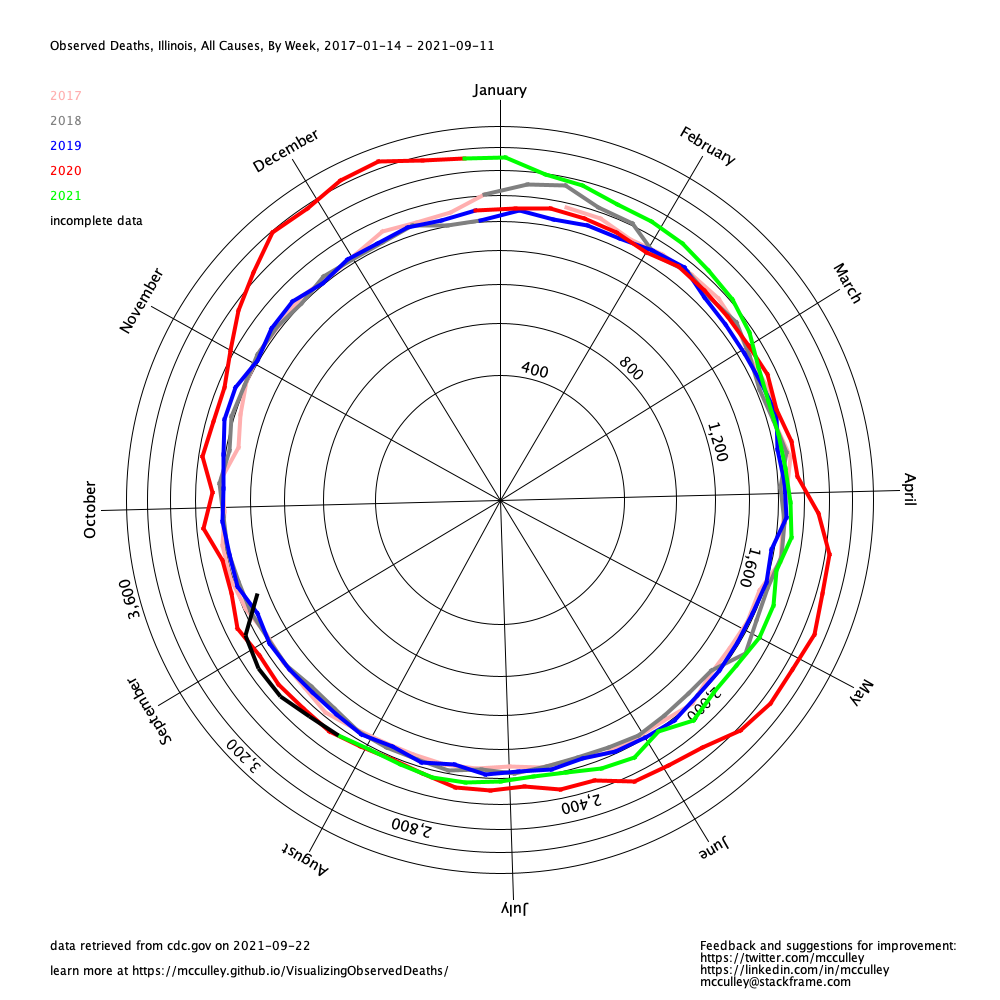 Observed Deaths, Illinois, All Causes, By Week, 2017-01-14 - 2021-09-11
2017
2018
2019
2020
2021
incomplete data
January
February
March
April
May
June
July
August
September
October
November
December
400
800
1,200
1,600
2,000
2,400
2,800
3,200
3,600
data retrieved from cdc.gov on 2021-09-22
learn more at https://mcculley.github.io/VisualizingObservedDeaths/
Feedback and suggestions for improvement:
https://twitter.com/mcculley
https://linkedin.com/in/mcculley
mcculley@stackframe.com